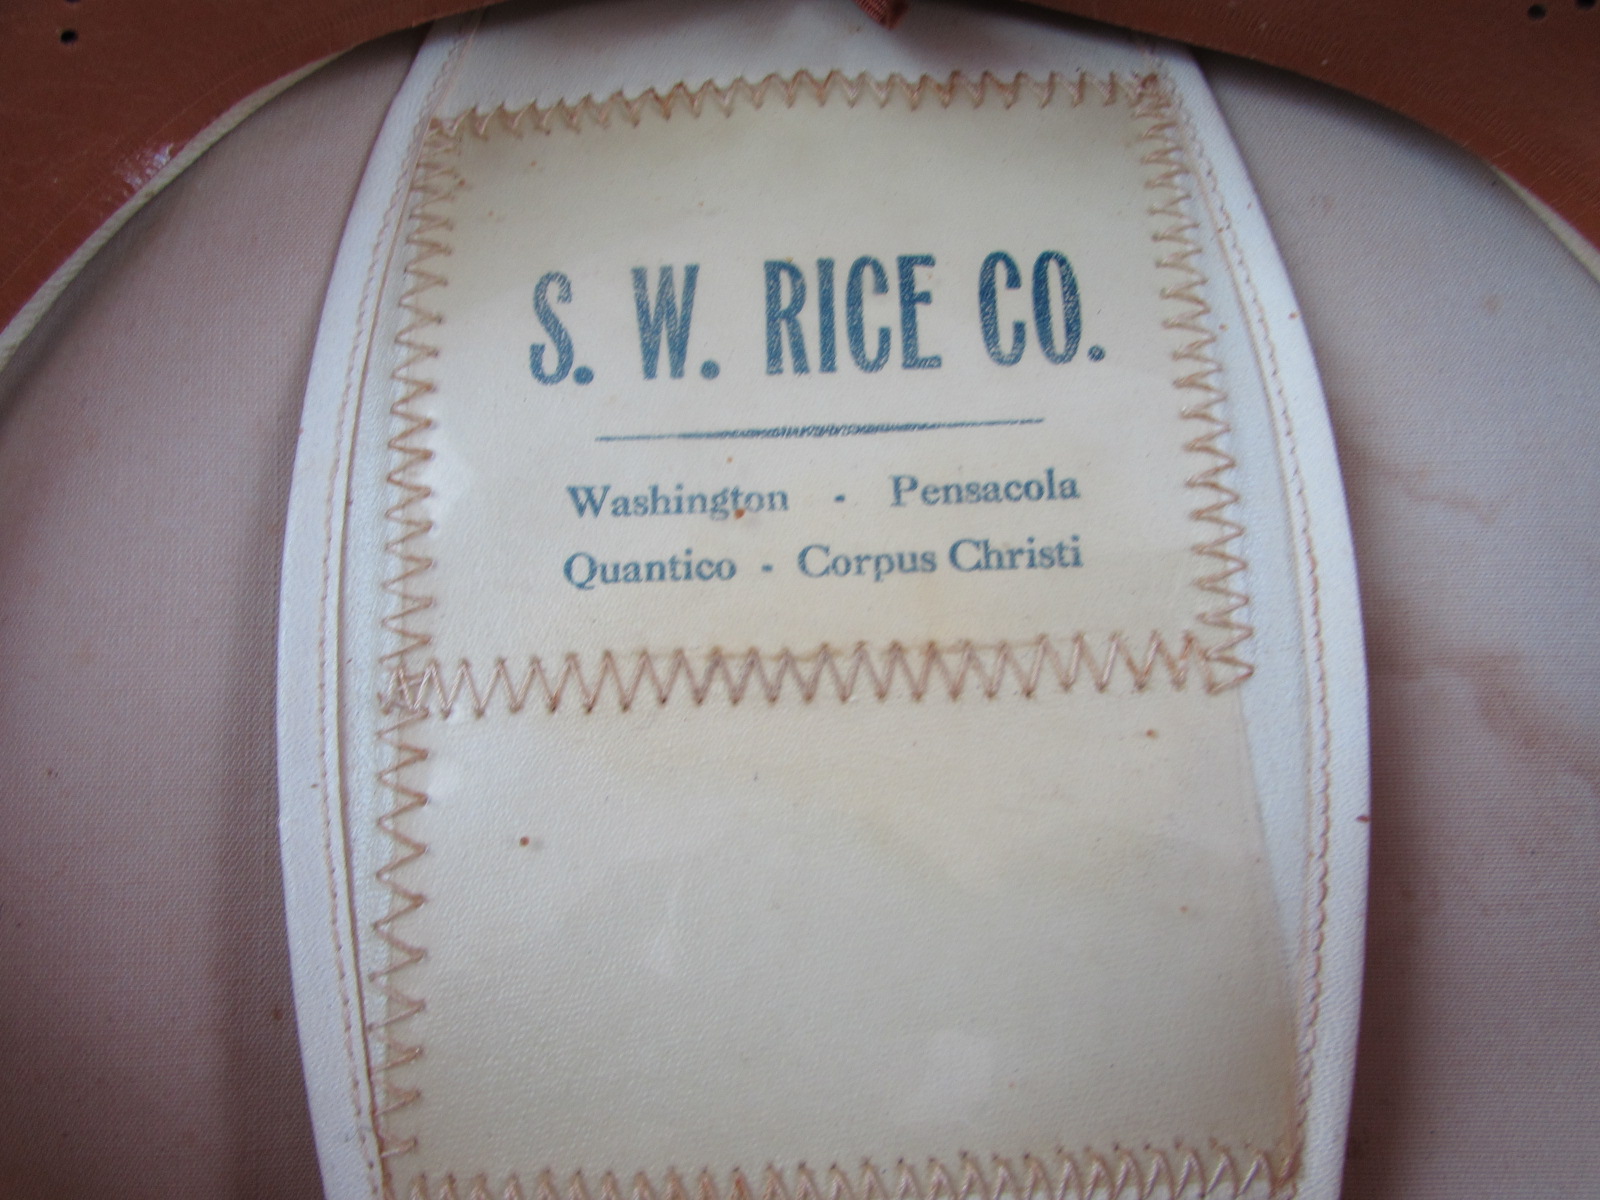 S. W. RICE CO.
Washington - Pensacola
Quantico - Corpus Christi